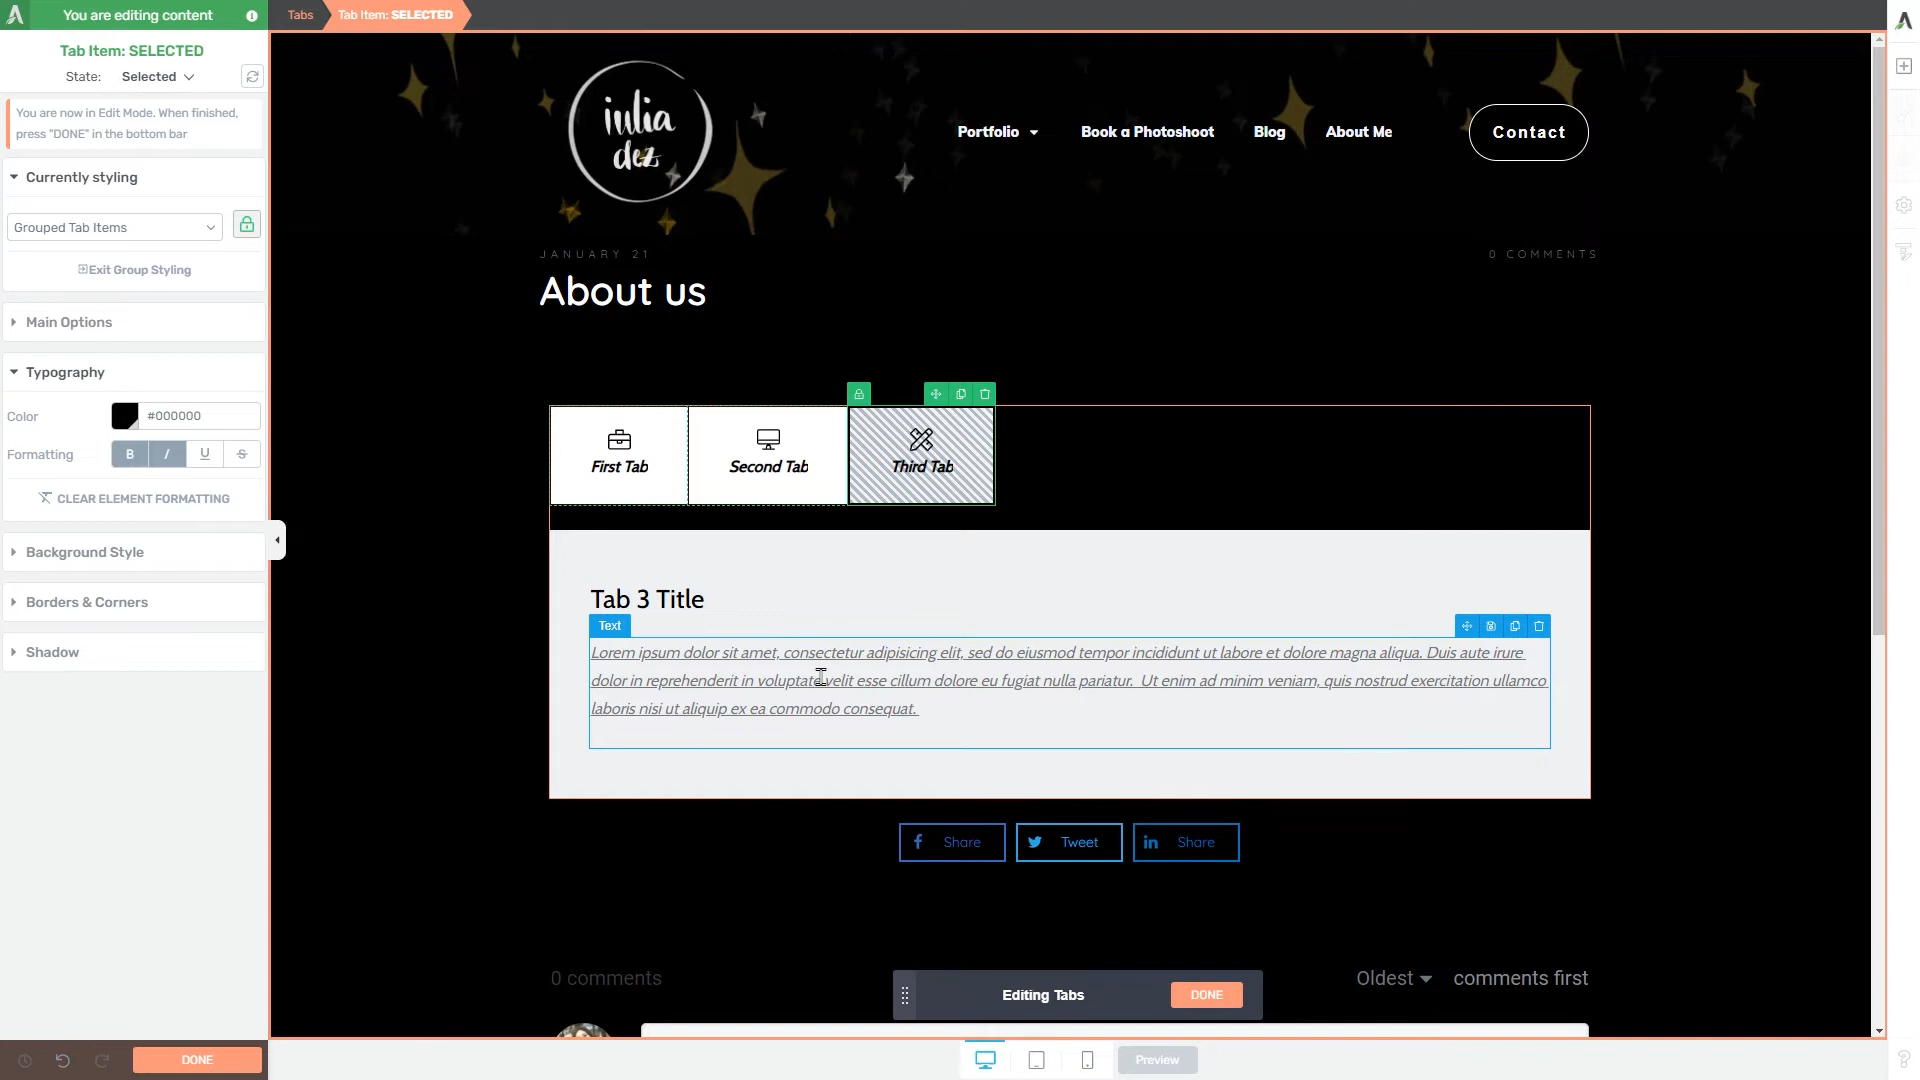 You are editing content
Tabs
Tab Item: SELECTED
Tab Item: SELECTED
State: Selected
You are now in Edit Mode. When finished,
press "DONE" in the bottom bar
Currently styling
Grouped Tab Items
Exit Group Styling
Main Options
Typography
Color #000000
Formatting B I U S
CLEAR ELEMENT FORMATTING
Background Style
Borders & Corners
Shadow
DONE
iulia
dez
Portfolio
Book a Photoshoot
Blog
About Me
Contact
JANUARY 21
0 COMMENTS
About us
First Tab
Second Tab
Third Tab
Tab 3 Title
Text
Lorem ipsum dolor sit amet, consectetur adipisicing elit, sed do eiusmod tempor incididunt ut labore et dolore magna aliqua. Duis aute irure
dolor in reprehenderit in voluptate velit esse cillum dolore eu fugiat nulla pariatur.  Ut enim ad minim veniam, quis nostrud exercitation ullamco
laboris nisi ut aliquip ex ea commodo consequat.
Share
Tweet
Share
0 comments
Oldest
comments first
Editing Tabs
DONE
Preview